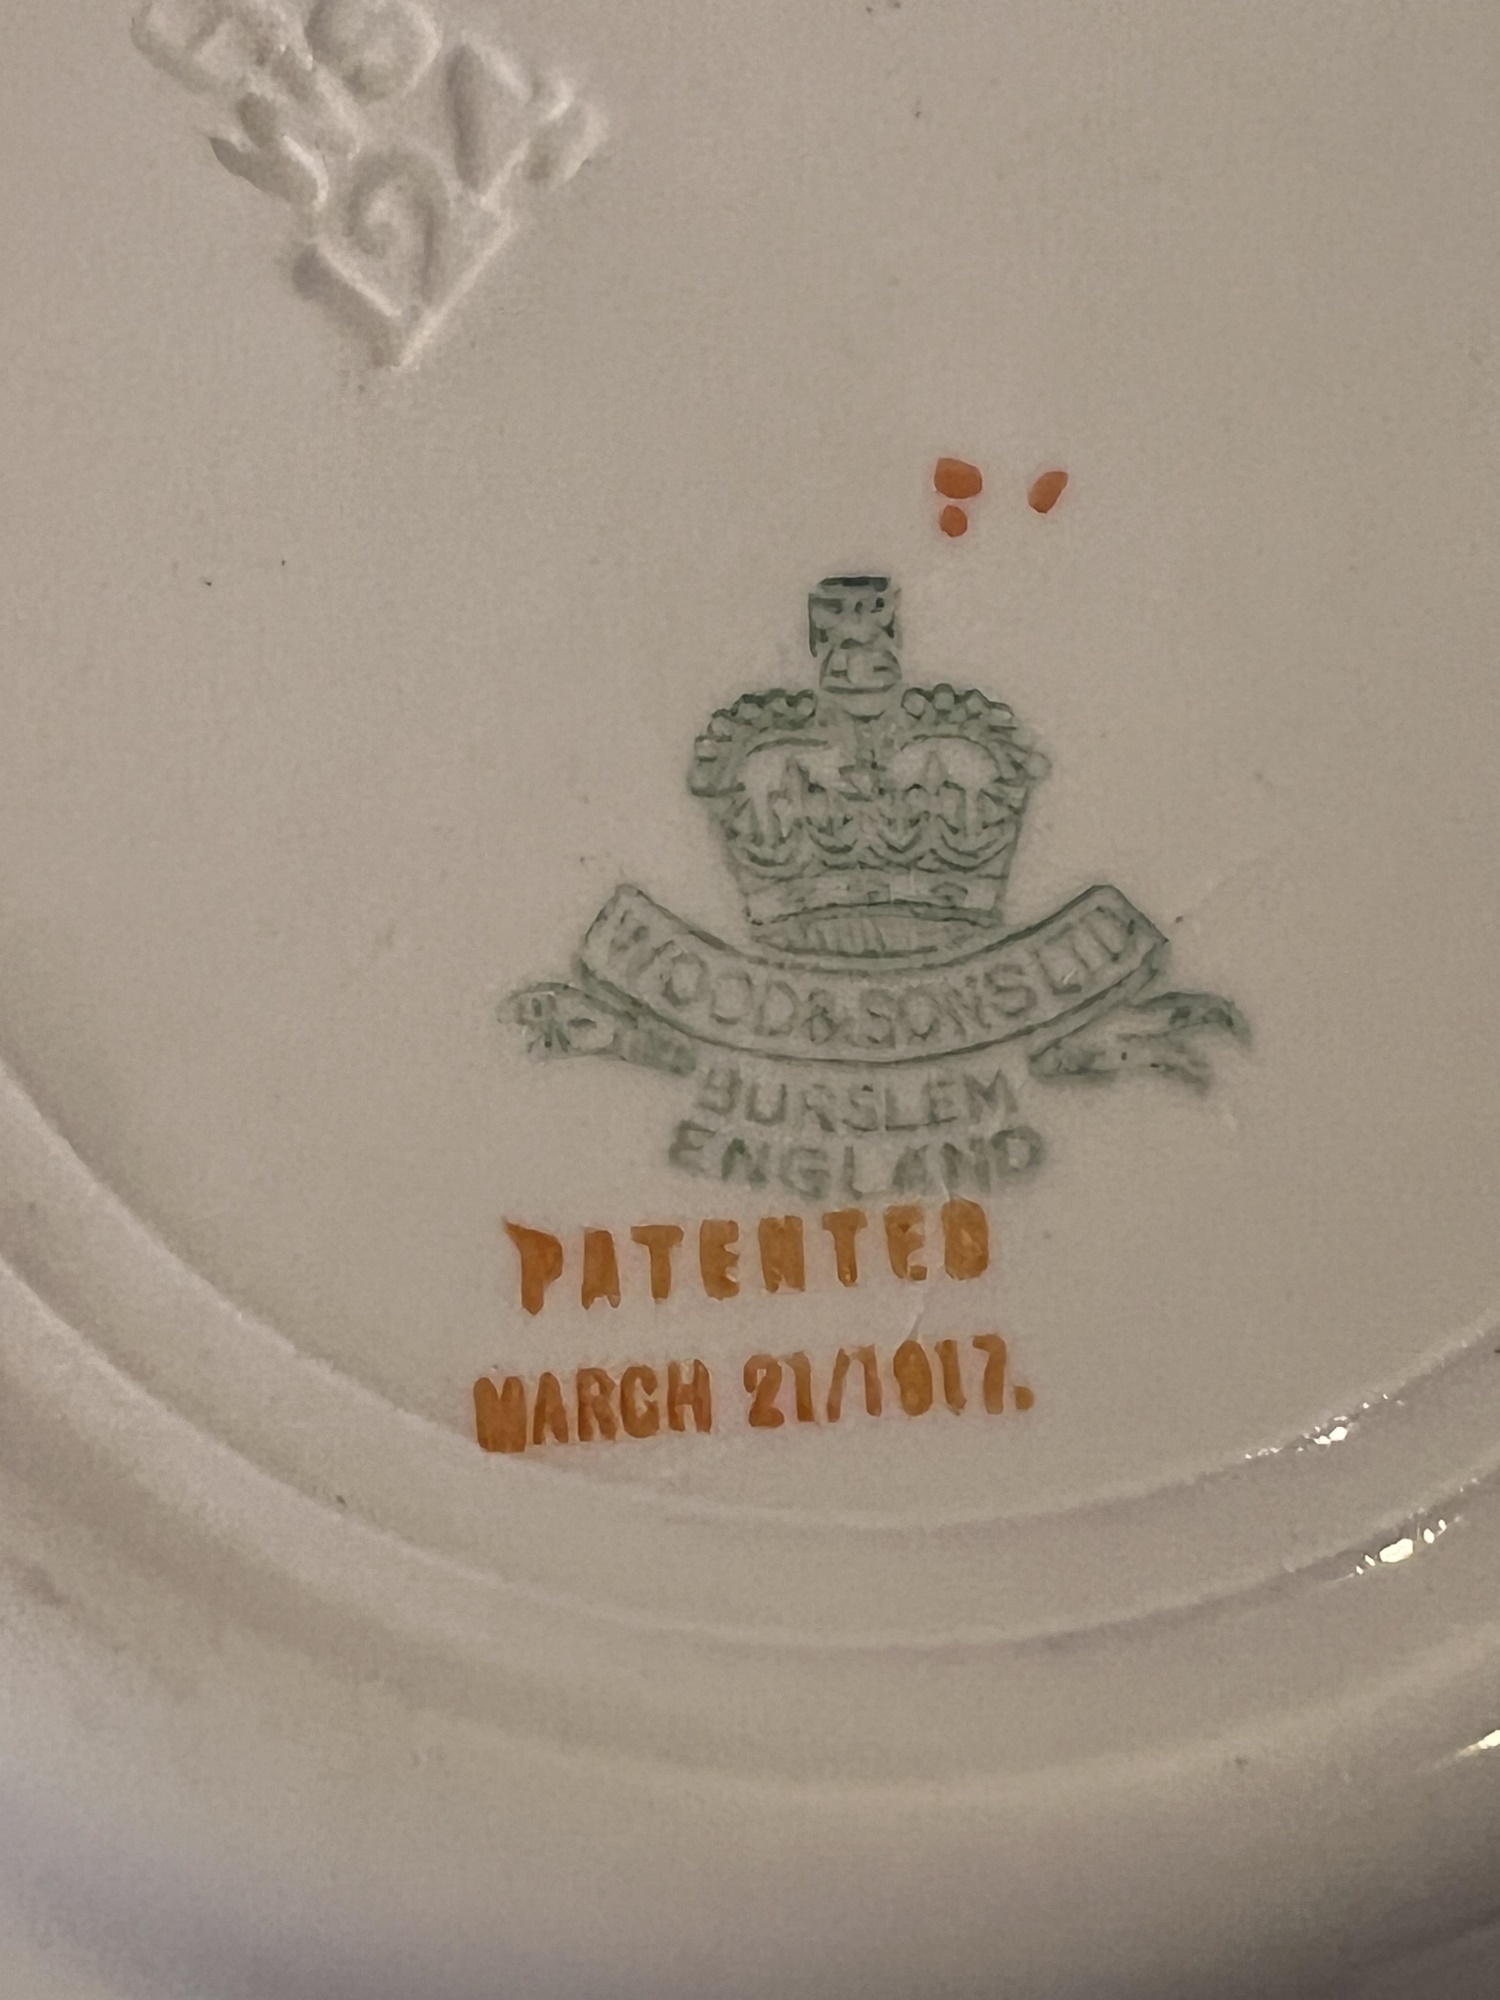 WOOD & SONS LTD
BURSLEM
ENGLAND
PATENTED
MARCH 21/1917.